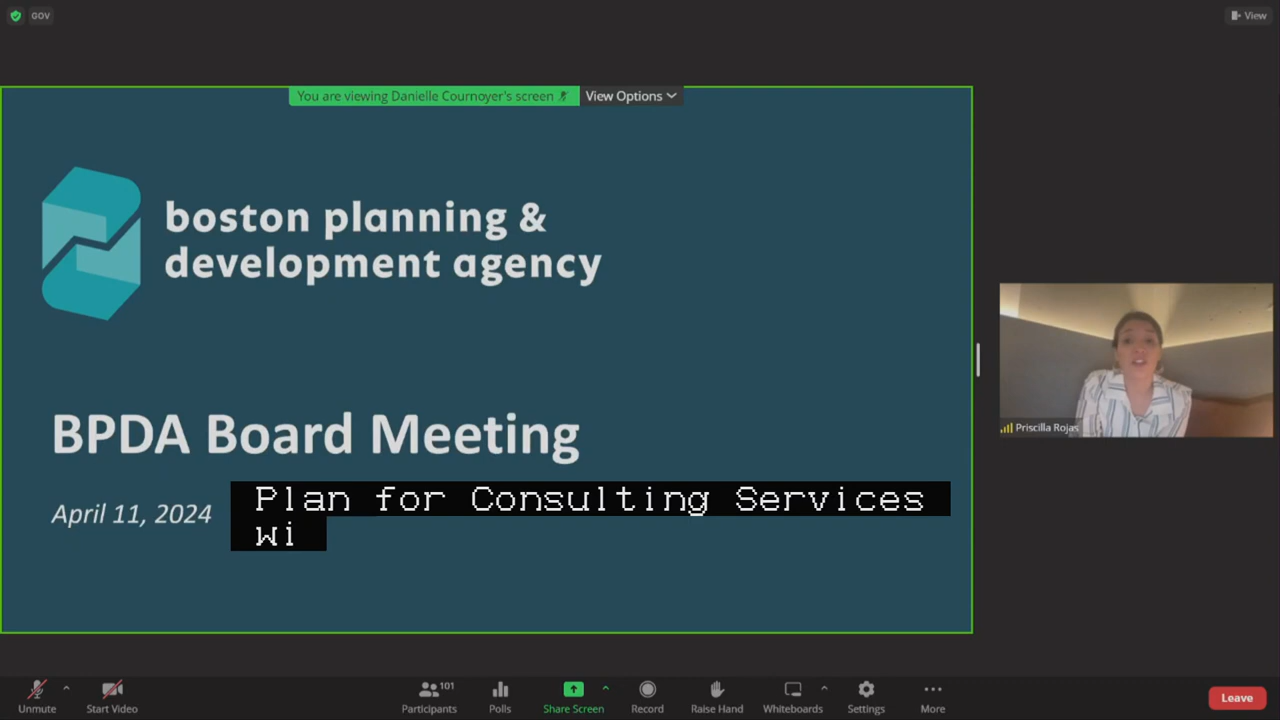 GOV
View
You are viewing Danielle Cournoyer's screen
View Options
boston planning &
development agency
BPDA Board Meeting
April 11, 2024
Plan for Consulting Services
wi
Priscilla Rojas
Unmute
Start Video
Participants
101
Polls
Share Screen
Record
Raise Hand
Whiteboards
Settings
More
Leave